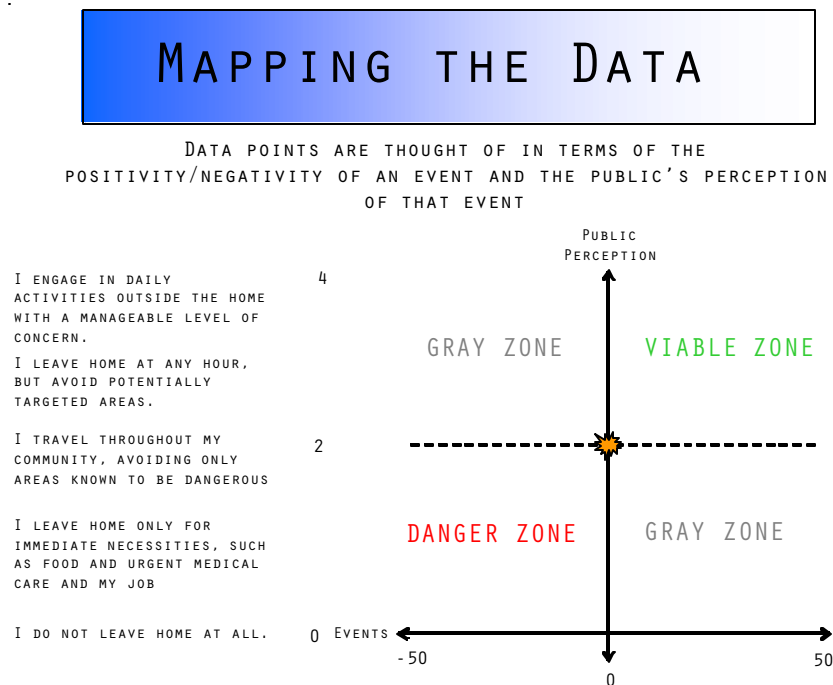 Mapping the Data
Data points are thought of in terms of the
positivity/negativity of an event and the public's perception
of that event
Public
Perception
I engage in daily
activities outside the home
with a manageable level of
concern.
4
I leave home at any hour,
but avoid potentially
targeted areas.
GRAY ZONE
VIABLE ZONE
I travel throughout my
community, avoiding only
areas known to be dangerous
2
I leave home only for
immediate necessities, such
as food and urgent medical
care and my job
DANGER ZONE
GRAY ZONE
I do not leave home at all.
0
Events
-50
0
50